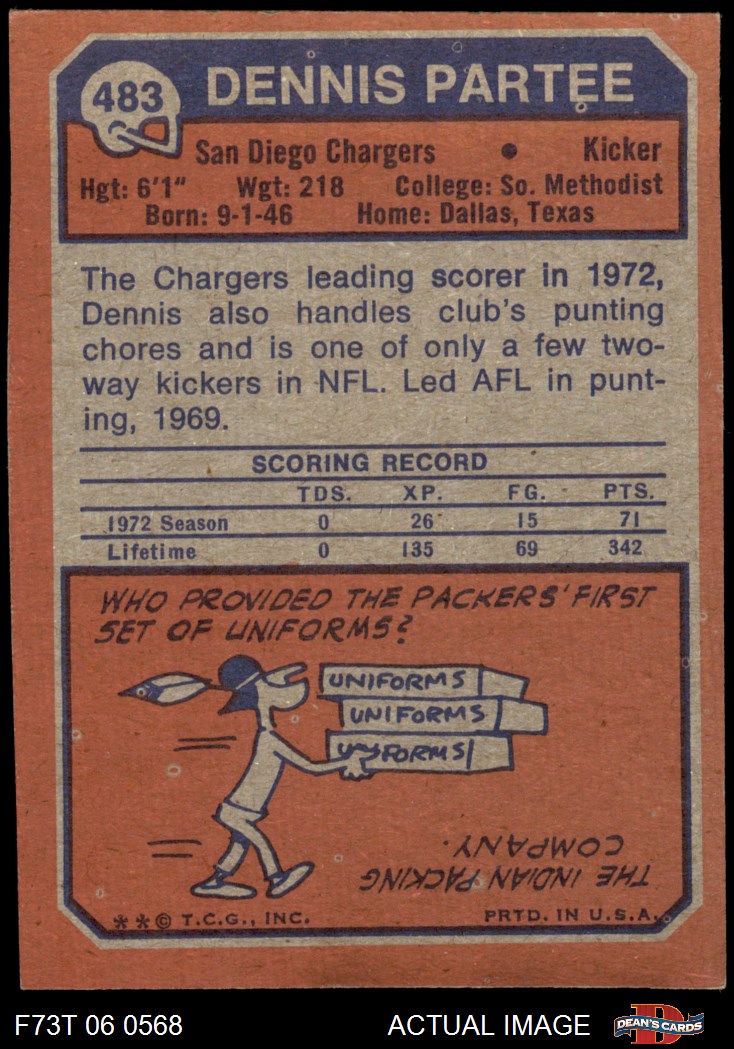 483
DENNIS PARTEE
San Diego Chargers • Kicker
Hgt: 6'1" Wgt: 218 College: So. Methodist
Born: 9-1-46 Home: Dallas, Texas
The Chargers leading scorer in 1972,
Dennis also handles club's punting
chores and is one of only a few two-
way kickers in NFL. Led AFL in punt-
ing, 1969.
SCORING RECORD
TDS. XP. FG. PTS.
1972 Season 0 26 15 71
Lifetime 0 135 69 342
WHO PROVIDED THE PACKERS' FIRST
SET OF UNIFORMS?
UNIFORMS
UNIFORMS
UNIFORMS
THE INDIAN PACKING
COMPANY.
**© T.C.G., INC. PRTD. IN U.S.A.
F73T 06 0568 ACTUAL IMAGE
D
DEAN'S CARDS